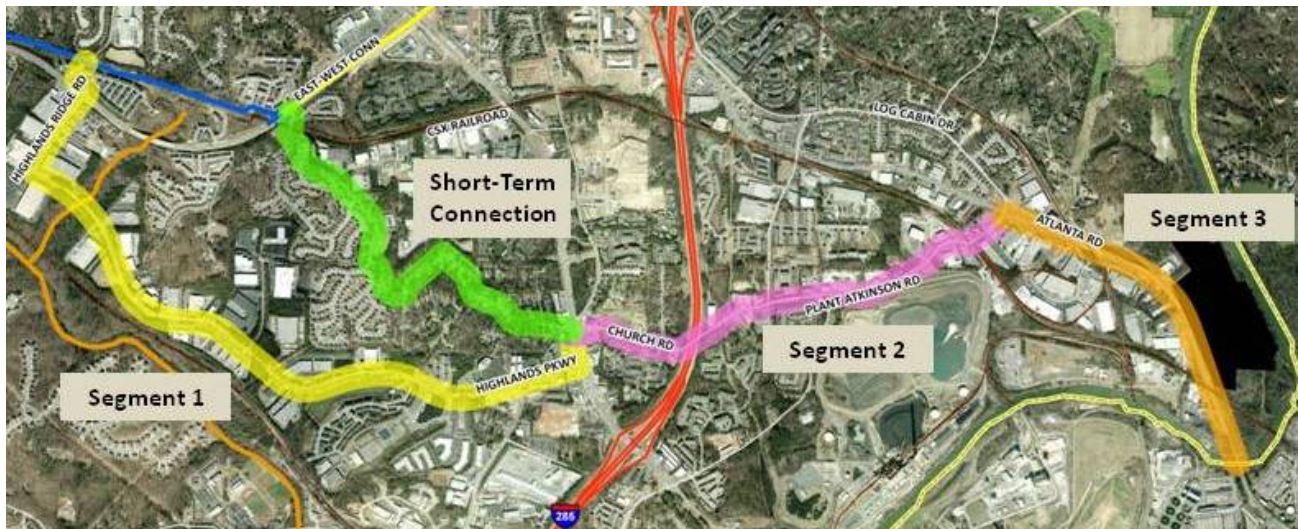 HIGHLANDS RIDGE RD
EAST-WEST CONN
CSX RAILROAD
LOG CABIN DR
Short-Term
Connection
Segment 3
ATLANTA RD
PLANT ATKINSON RD
CHURCH RD
Segment 2
HIGHLANDS PKWY
Segment 1
285